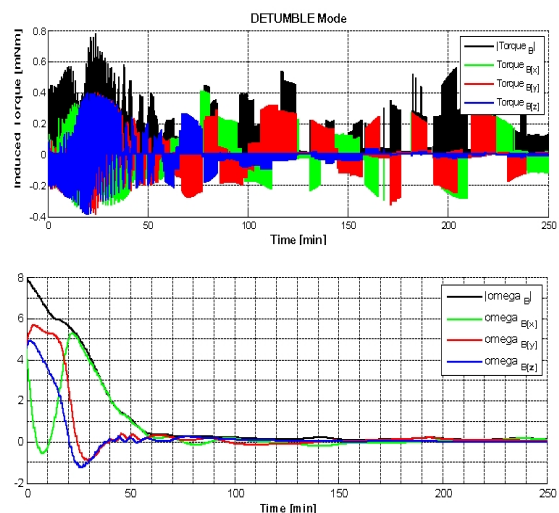 DETUMBLE Mode
0.8
0.6
0.4
0.2
0
-0.2
-0.4
Induced Torque [mNm]
|Torque B|
Torque B[x]
Torque B[y]
Torque B[z]
0 50 100 150 200 250
Time [min]
8
6
4
2
0
-2
|omega B|
omega B[x]
omega B[y]
omega B[z]
0 50 100 150 200 250
Time [min]